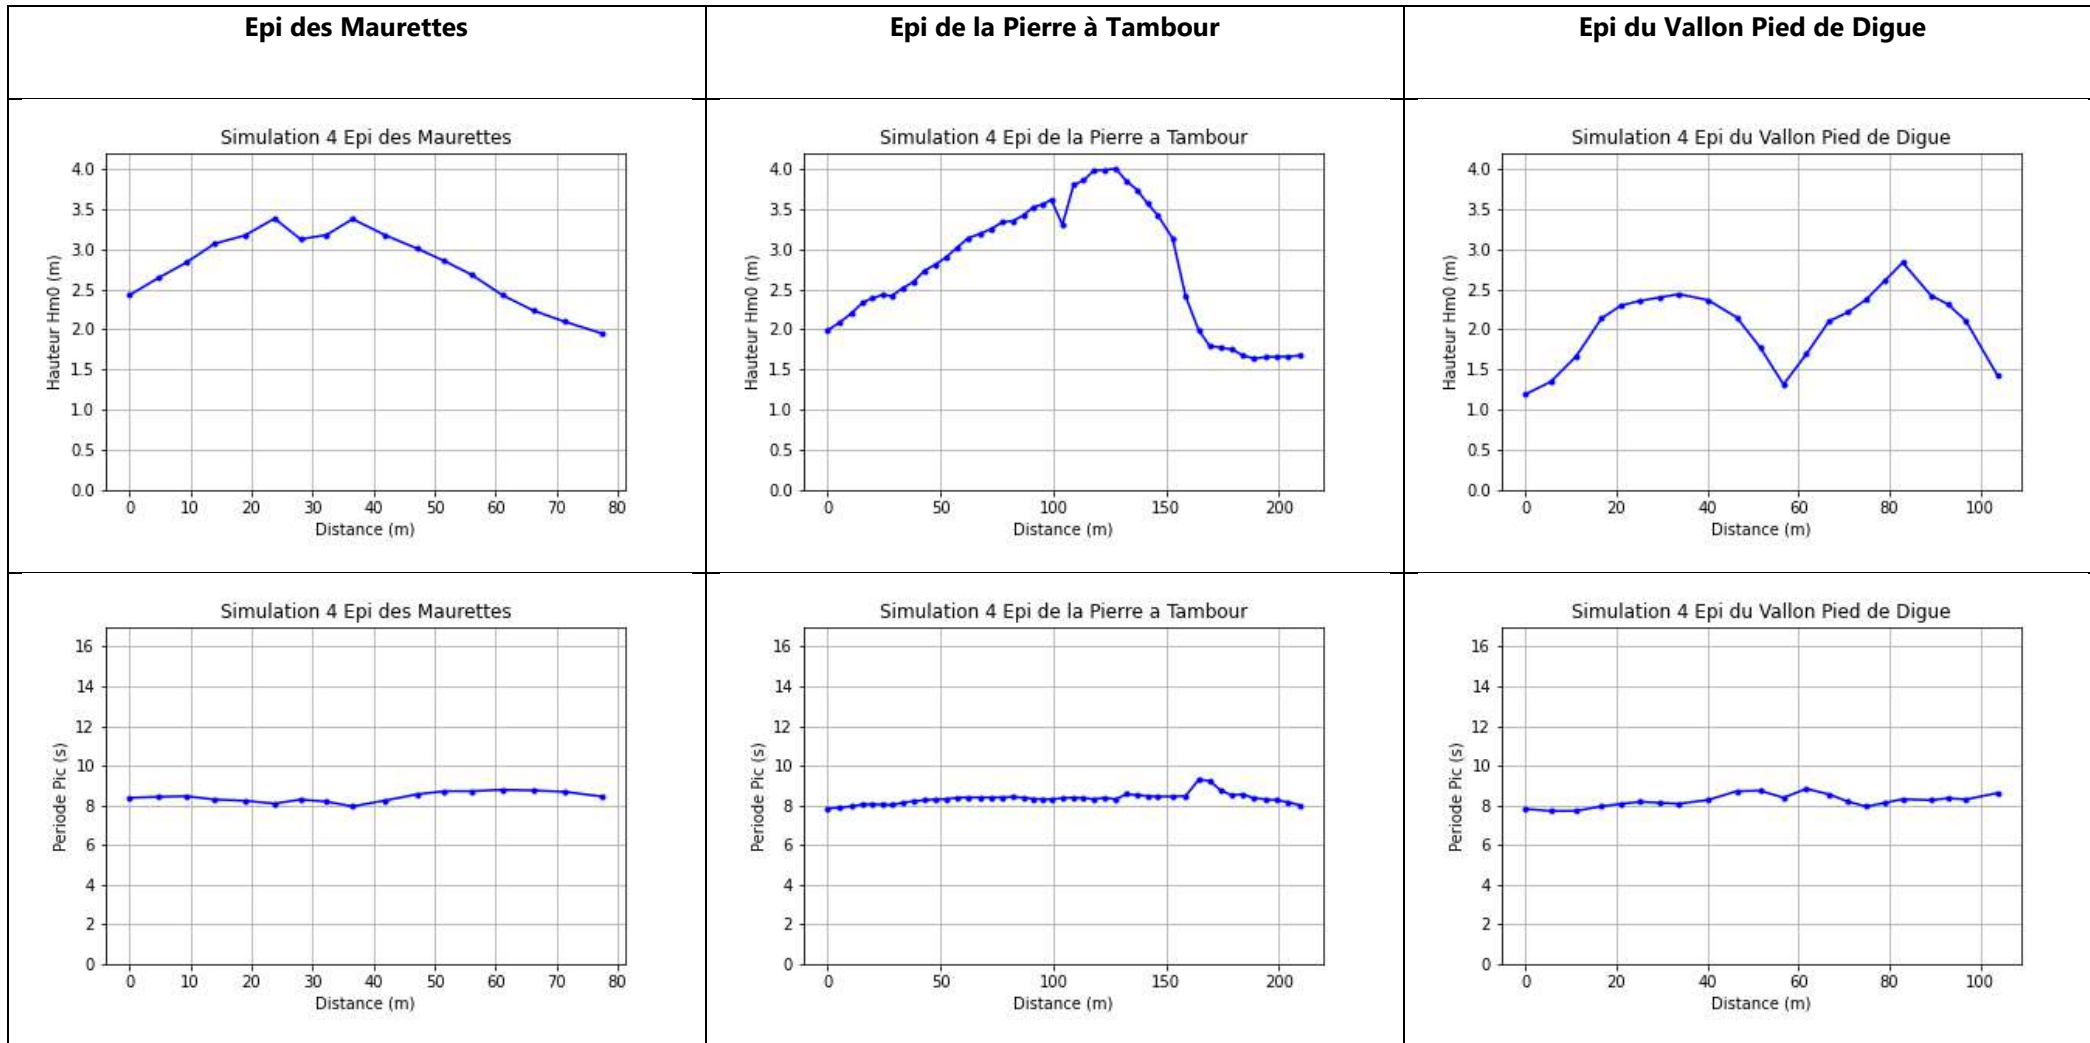 Epi des Maurettes
Epi de la Pierre à Tambour
Epi du Vallon Pied de Digue
Simulation 4 Epi des Maurettes
Hauteur Hm0 (m)
4.0
3.5
3.0
2.5
2.0
1.5
1.0
0.5
0.0
0 10 20 30 40 50 60 70 80
Distance (m)
Simulation 4 Epi de la Pierre a Tambour
Hauteur Hm0 (m)
4.0
3.5
3.0
2.5
2.0
1.5
1.0
0.5
0.0
0 50 100 150 200
Distance (m)
Simulation 4 Epi du Vallon Pied de Digue
Hauteur Hm0 (m)
4.0
3.5
3.0
2.5
2.0
1.5
1.0
0.5
0.0
0 20 40 60 80 100
Distance (m)
Simulation 4 Epi des Maurettes
Periode Pic (s)
16
14
12
10
8
6
4
2
0
0 10 20 30 40 50 60 70 80
Distance (m)
Simulation 4 Epi de la Pierre a Tambour
Periode Pic (s)
16
14
12
10
8
6
4
2
0
0 50 100 150 200
Distance (m)
Simulation 4 Epi du Vallon Pied de Digue
Periode Pic (s)
16
14
12
10
8
6
4
2
0
0 20 40 60 80 100
Distance (m)